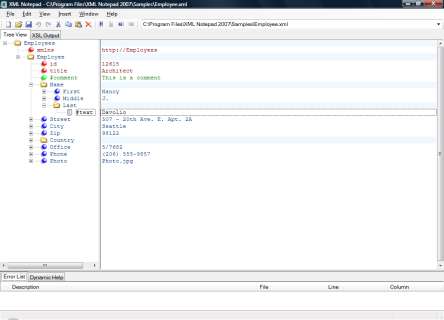 XML Notepad - C:\Program Files\XML Notepad 2007\Samples\Employee.xml
File Edit View Insert Window Help
C:\Program Files\XML Notepad 2007\Samples\Employee.xml
Tree View XSL Output
Employees
xmlns http://Employees
Employee
id 12615
title Architect
#comment This is a comment
Name
First Nancy
Middle J.
Last
#text Davolio
Street 507 - 20th Ave. E. Apt. 2A
City Seattle
Zip 98122
Country
Office 5/7682
Phone (206) 555-9857
Photo Photo.jpg
Error List Dynamic Help
Description File Line Column